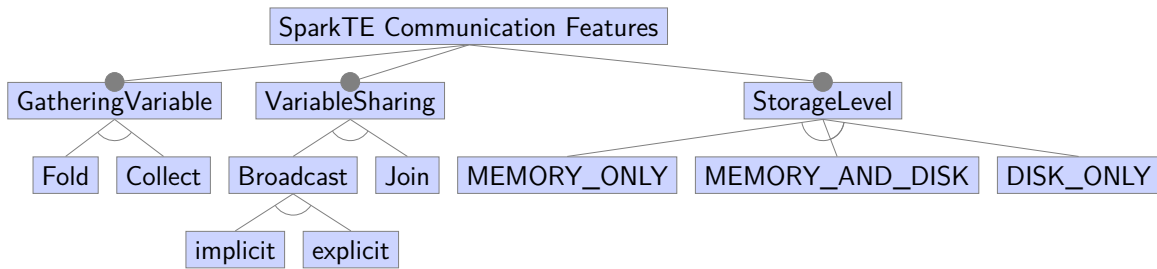 SparkTE Communication Features
GatheringVariable
VariableSharing
StorageLevel
Fold
Collect
Broadcast
Join
MEMORY_ONLY
MEMORY_AND_DISK
DISK_ONLY
implicit
explicit